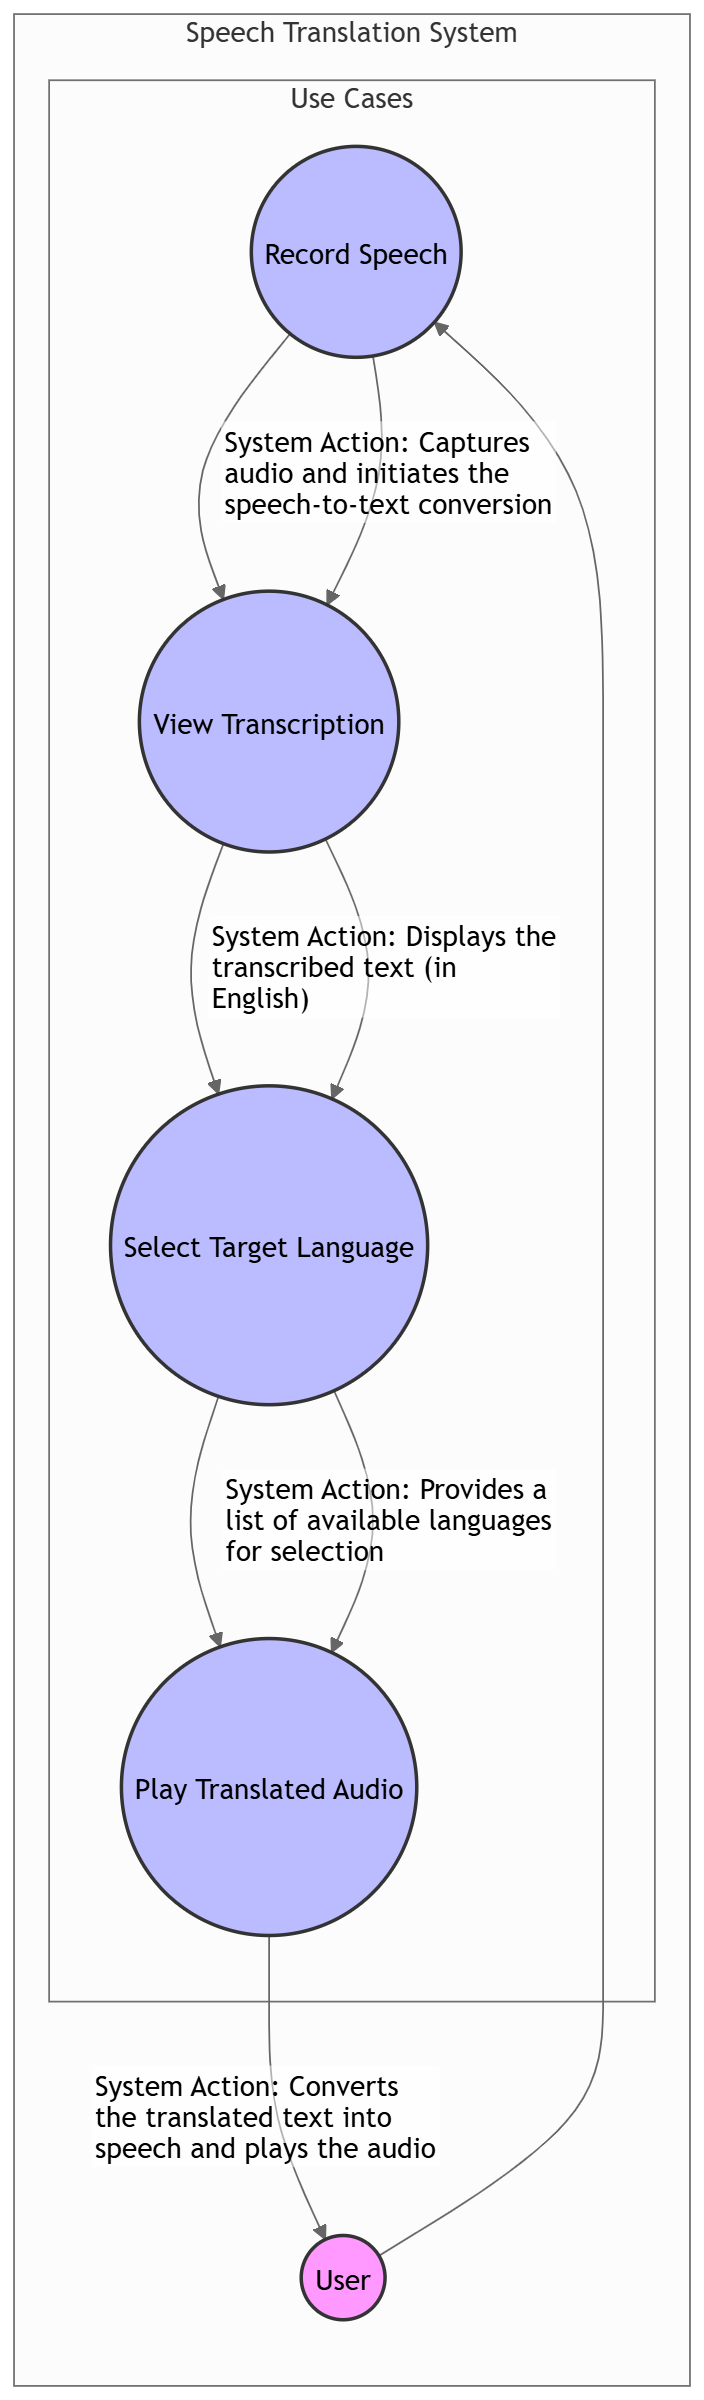 Speech Translation System
Use Cases
Record Speech
System Action: Captures
audio and initiates the
speech-to-text conversion
View Transcription
System Action: Displays the
transcribed text (in
English)
Select Target Language
System Action: Provides a
list of available languages
for selection
Play Translated Audio
System Action: Converts
the translated text into
speech and plays the audio
User